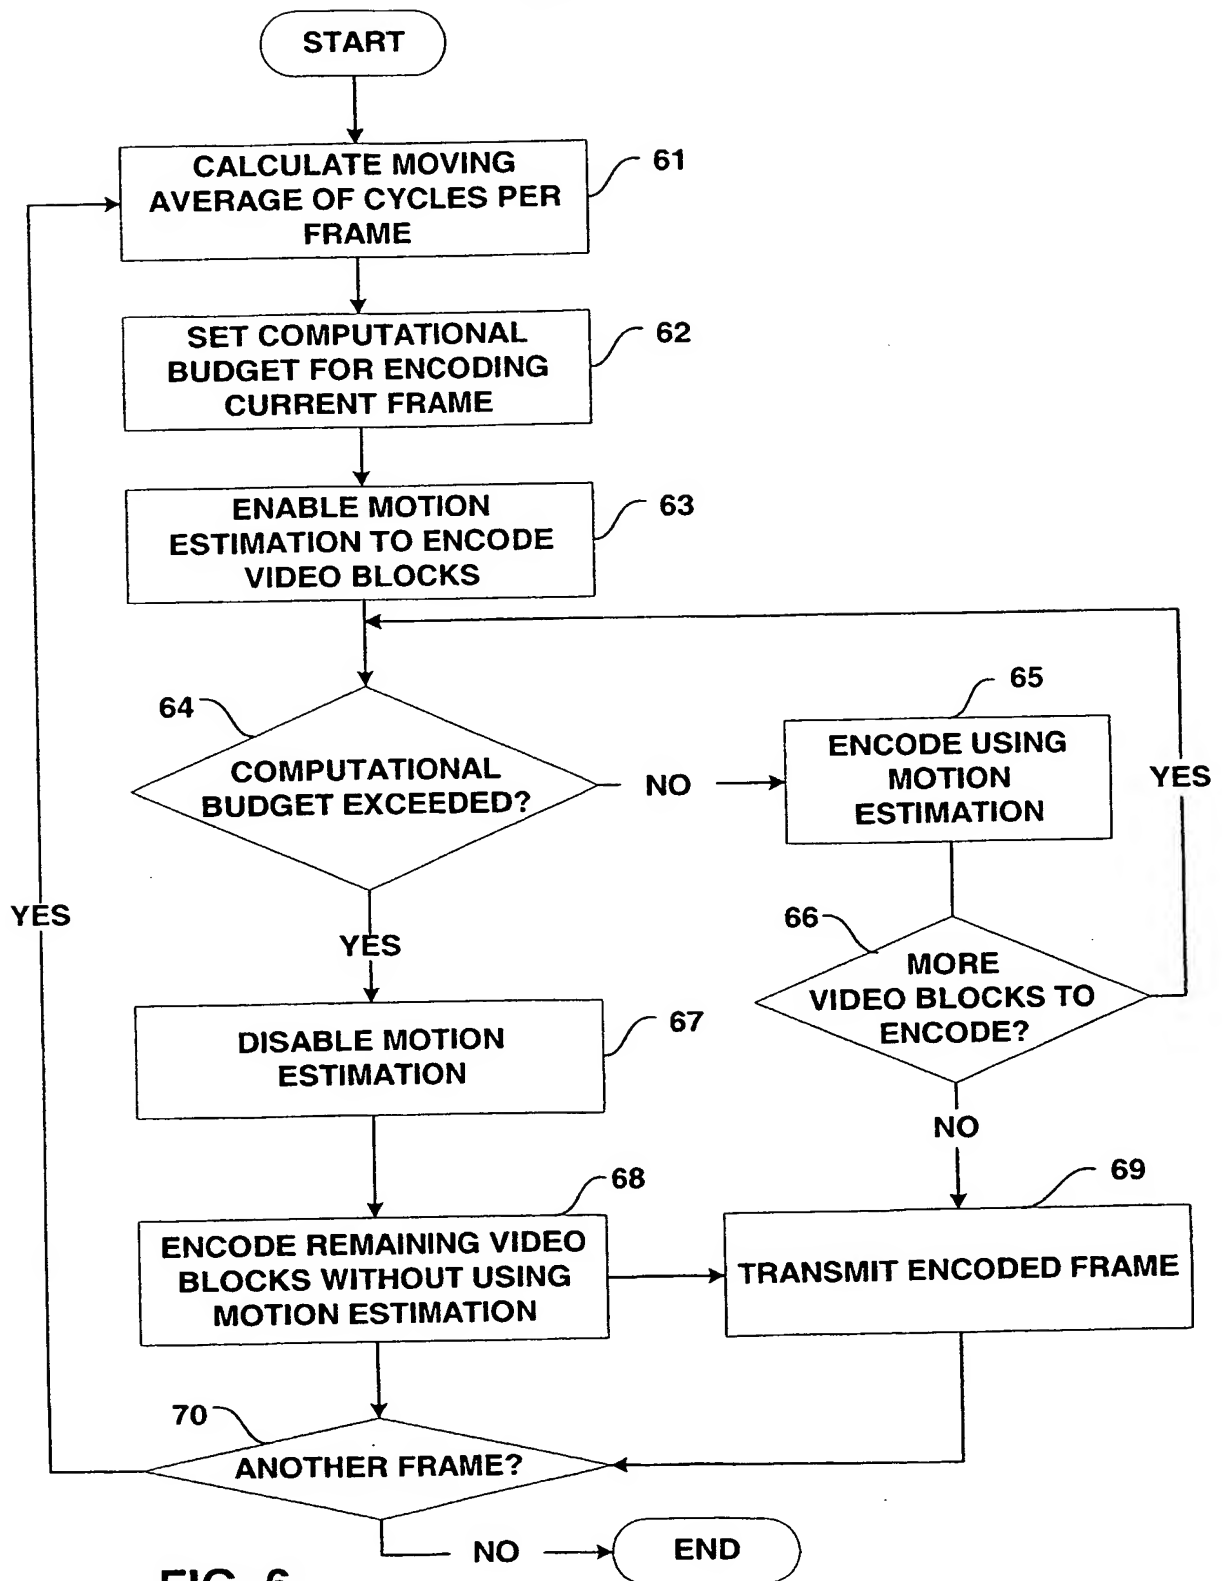 START
CALCULATE MOVING
AVERAGE OF CYCLES PER
FRAME
61
SET COMPUTATIONAL
BUDGET FOR ENCODING
CURRENT FRAME
62
ENABLE MOTION
ESTIMATION TO ENCODE
VIDEO BLOCKS
63
64
COMPUTATIONAL
BUDGET EXCEEDED?
NO
65
ENCODE USING
MOTION
ESTIMATION
YES
YES
YES
66
MORE
VIDEO BLOCKS TO
ENCODE?
67
DISABLE MOTION
ESTIMATION
NO
68
ENCODE REMAINING VIDEO
BLOCKS WITHOUT USING
MOTION ESTIMATION
69
TRANSMIT ENCODED FRAME
70
ANOTHER FRAME?
NO
END
FIG. 6